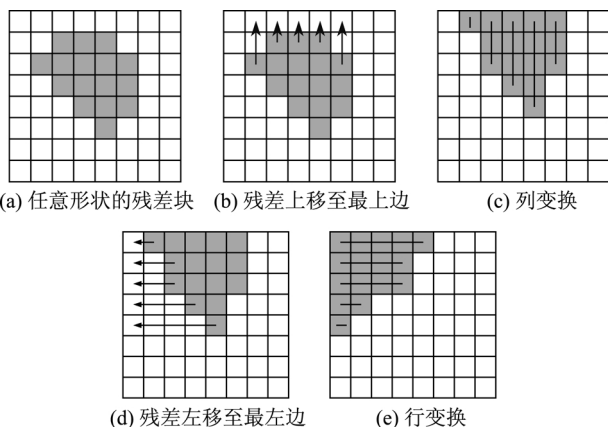 (a) 任意形状的残差块
(b) 残差上移至最上边
(c) 列变换
(d) 残差左移至最左边
(e) 行变换